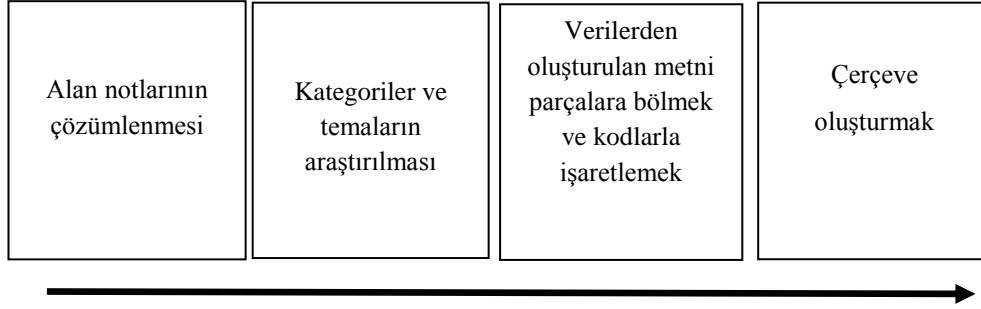 Alan notlarının
çözümlenmesi
Kategoriler ve
temaların
araştırılması
Verilerden
oluşturulan metni
parçalara bölmek
ve kodlarla
işaretlemek
Çerçeve
oluşturmak